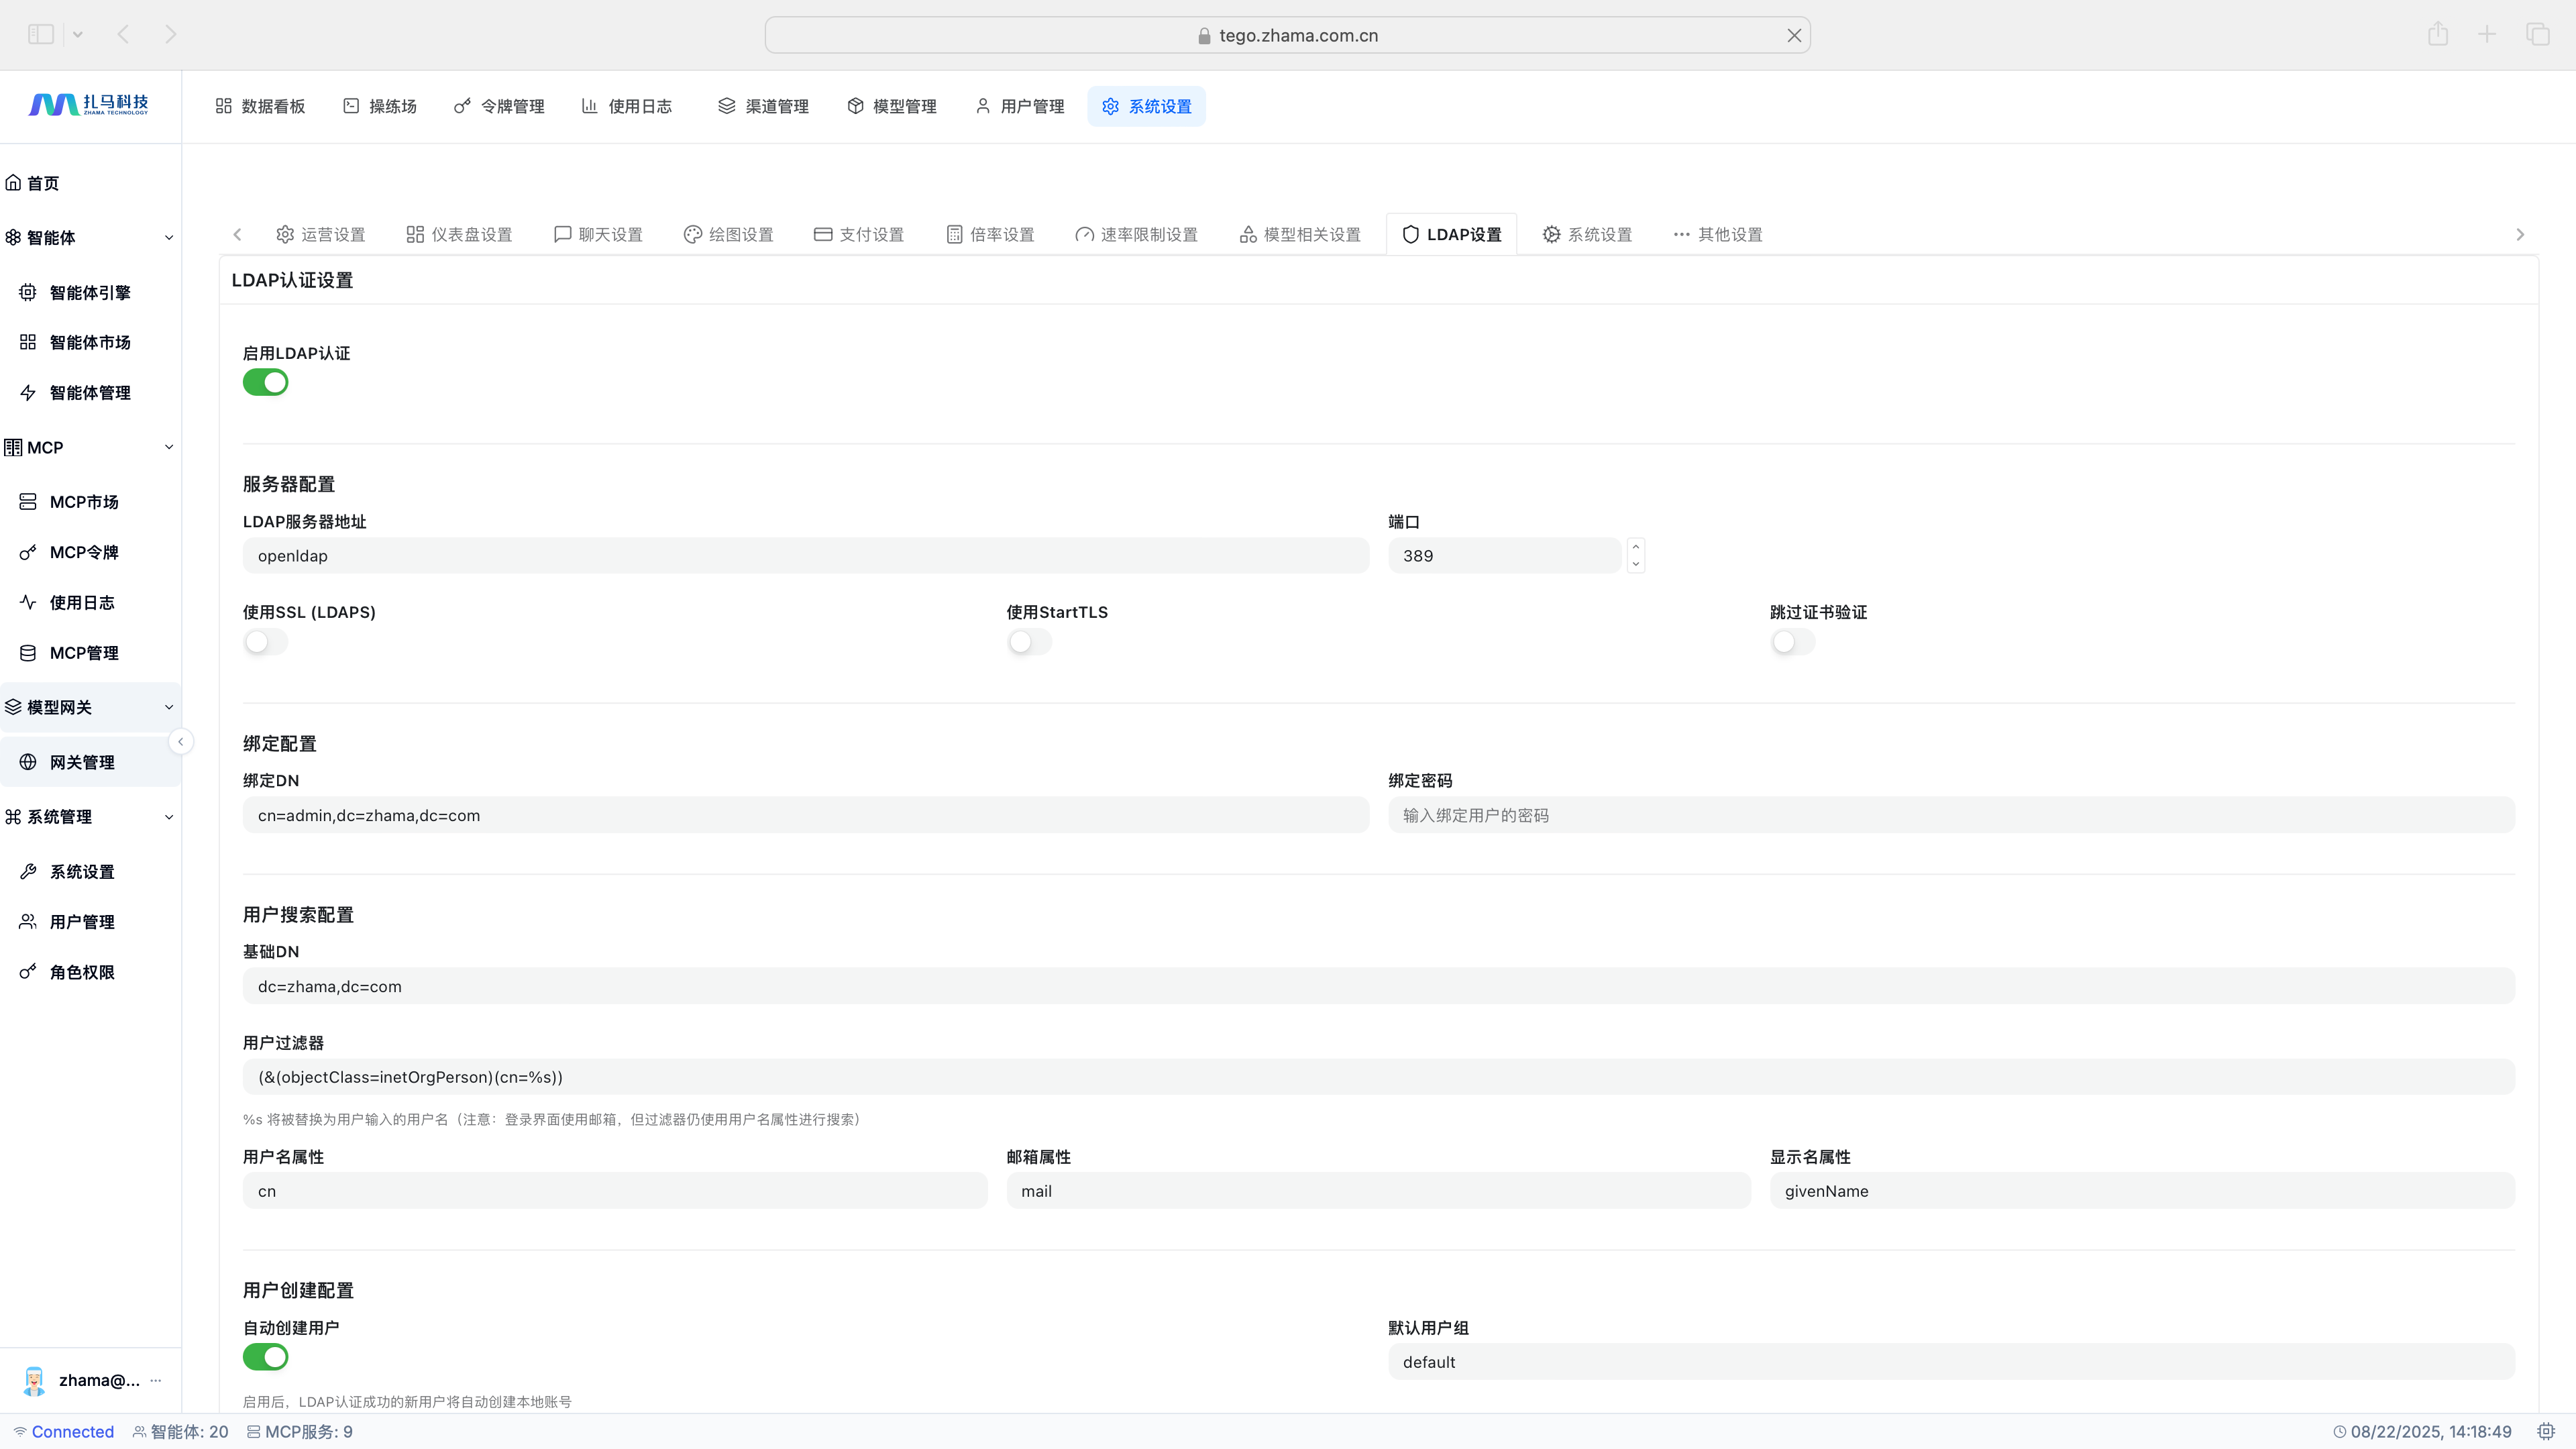 tego.zhama.com.cn
扎马科技
ZHAMA TECHNOLOGY
数据看板 操练场 令牌管理 使用日志 渠道管理 模型管理 用户管理 系统设置
首页
智能体
智能体引擎
智能体市场
智能体管理
MCP
MCP市场
MCP令牌
使用日志
MCP管理
模型网关
网关管理
系统管理
系统设置
用户管理
角色权限
zhama@... ...
运营设置 仪表盘设置 聊天设置 绘图设置 支付设置 倍率设置 速率限制设置 模型相关设置 LDAP设置 系统设置 其他设置
LDAP认证设置
启用LDAP认证
服务器配置
LDAP服务器地址 端口
openldap 389
使用SSL (LDAPS) 使用StartTLS 跳过证书验证
绑定配置
绑定DN 绑定密码
cn=admin,dc=zhama,dc=com 输入绑定用户的密码
用户搜索配置
基础DN
dc=zhama,dc=com
用户过滤器
(&(objectClass=inetOrgPerson)(cn=%s))
%s 将被替换为用户输入的用户名（注意：登录界面使用邮箱，但过滤器仍使用用户名属性进行搜索）
用户名属性 邮箱属性 显示名属性
cn mail givenName
用户创建配置
自动创建用户 默认用户组
default
启用后，LDAP认证成功的新用户将自动创建本地账号
Connected 智能体: 20 MCP服务: 9 08/22/2025, 14:18:49